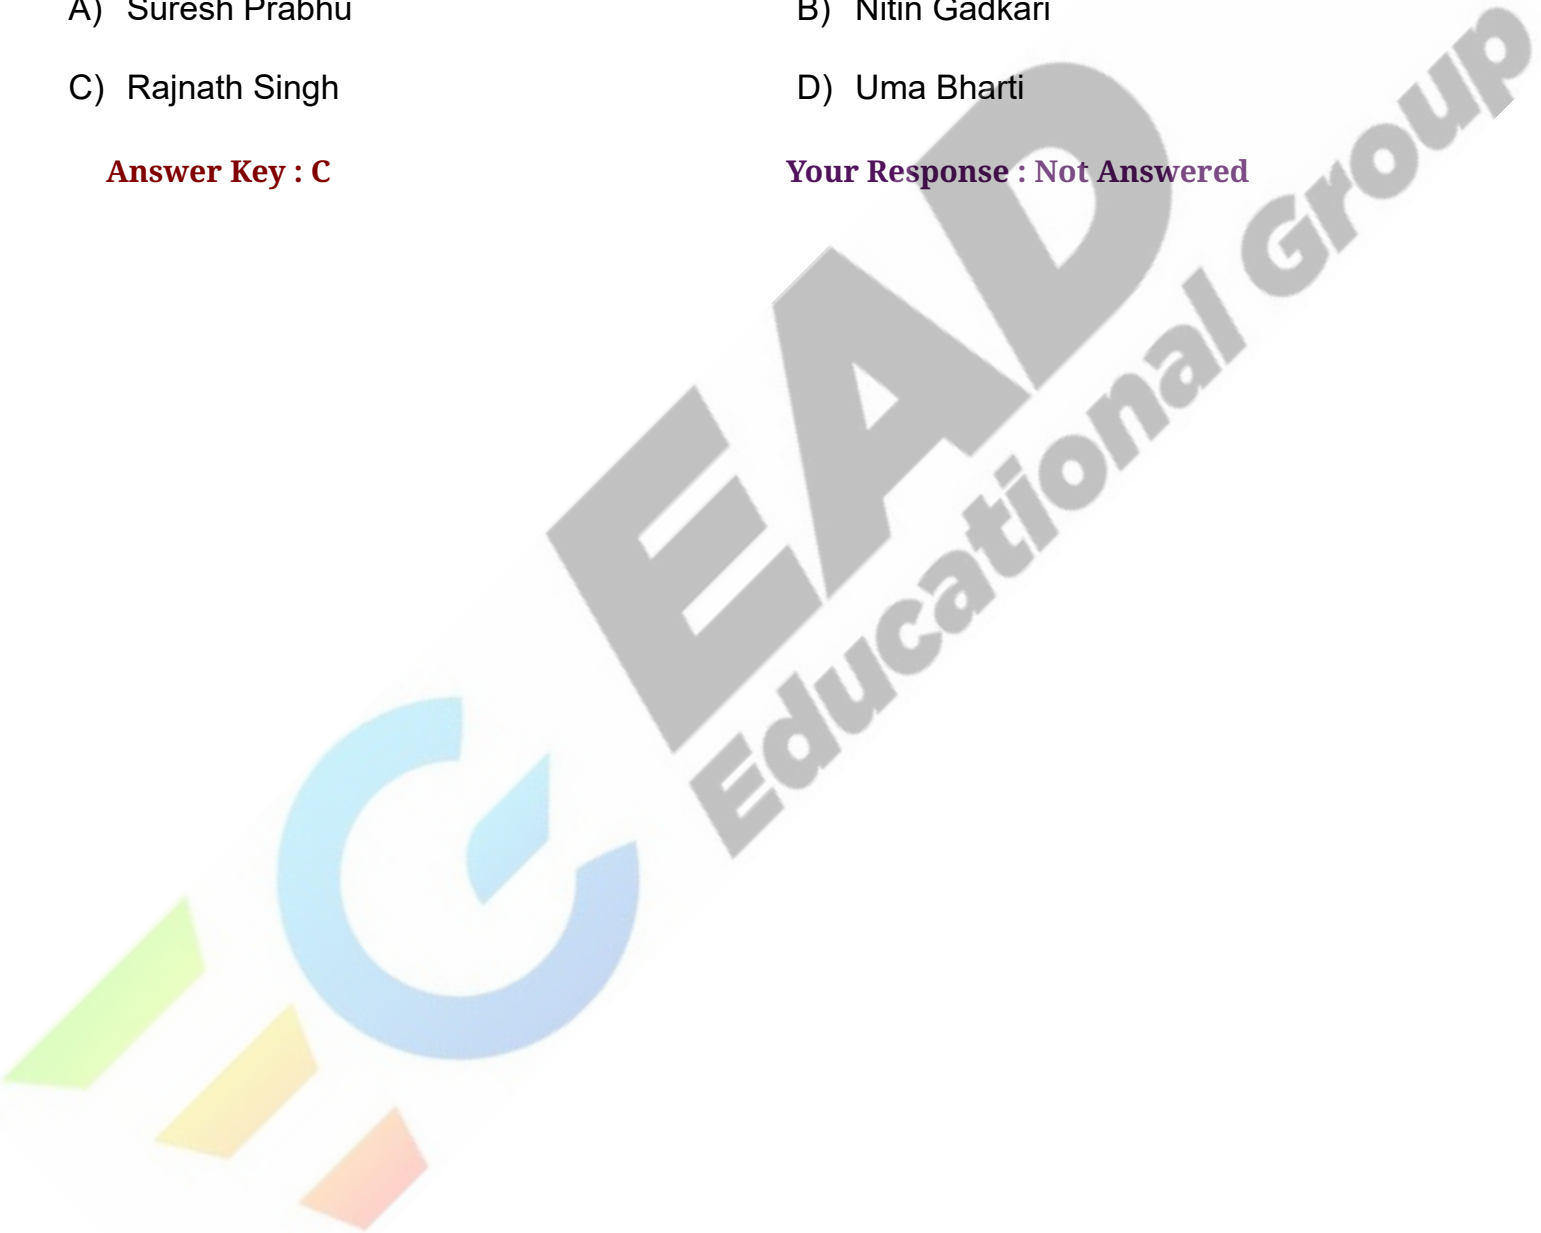 A) Suresh Prabhu B) Nitin Gadkari
C) Rajnath Singh D) Uma Bharti
Answer Key : C Your Response : Not Answered
EAD
Educational Group